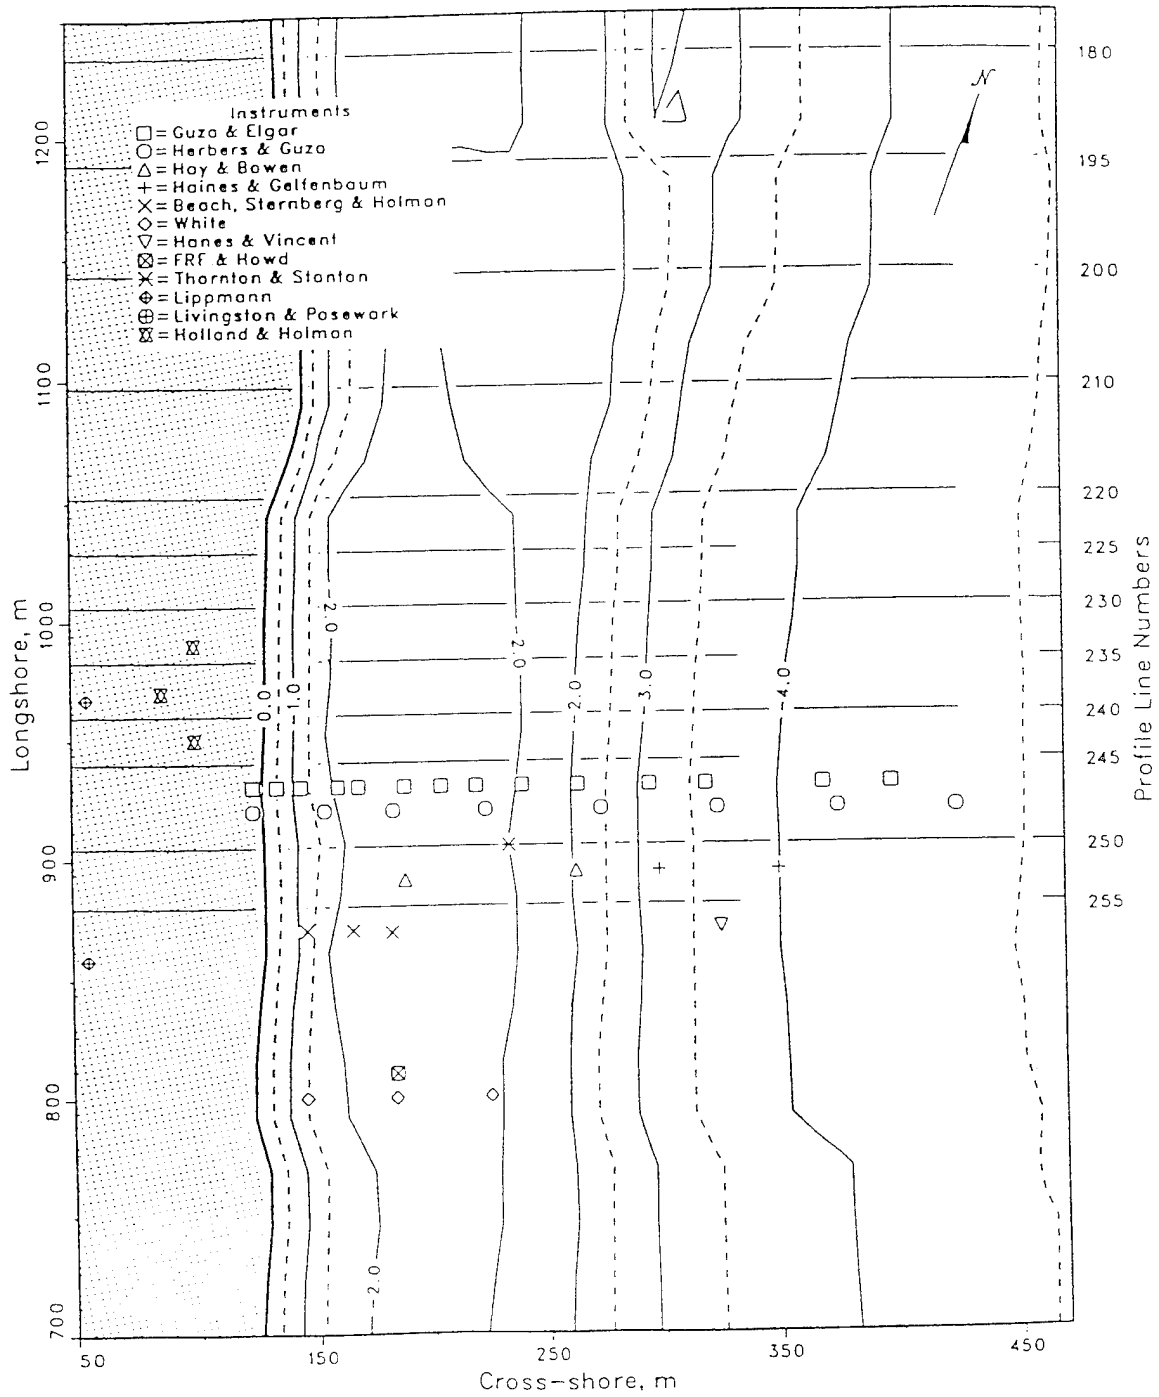 180
N
Instruments
□ = Guza & Elgar
○ = Herbers & Guza
△ = Hay & Bowen
+ = Haines & Gelfenbaum
× = Beach, Sternberg & Holman
◇ = White
▽ = Hanes & Vincent
⊠ = FRF & Howd
= Thornton & Stanton
= Lippmann
⊕ = Livingston & Pasewark
= Holland & Holman
1200
195
200
1100
210
220
225
230
1000
235
240
245
250
900
255
800
700
2.0
2.0
0.0
1.0
2.0
3.0
4.0
2.0
50
150
250
350
450
Longshore, m
Cross-shore, m
Profile Line Numbers